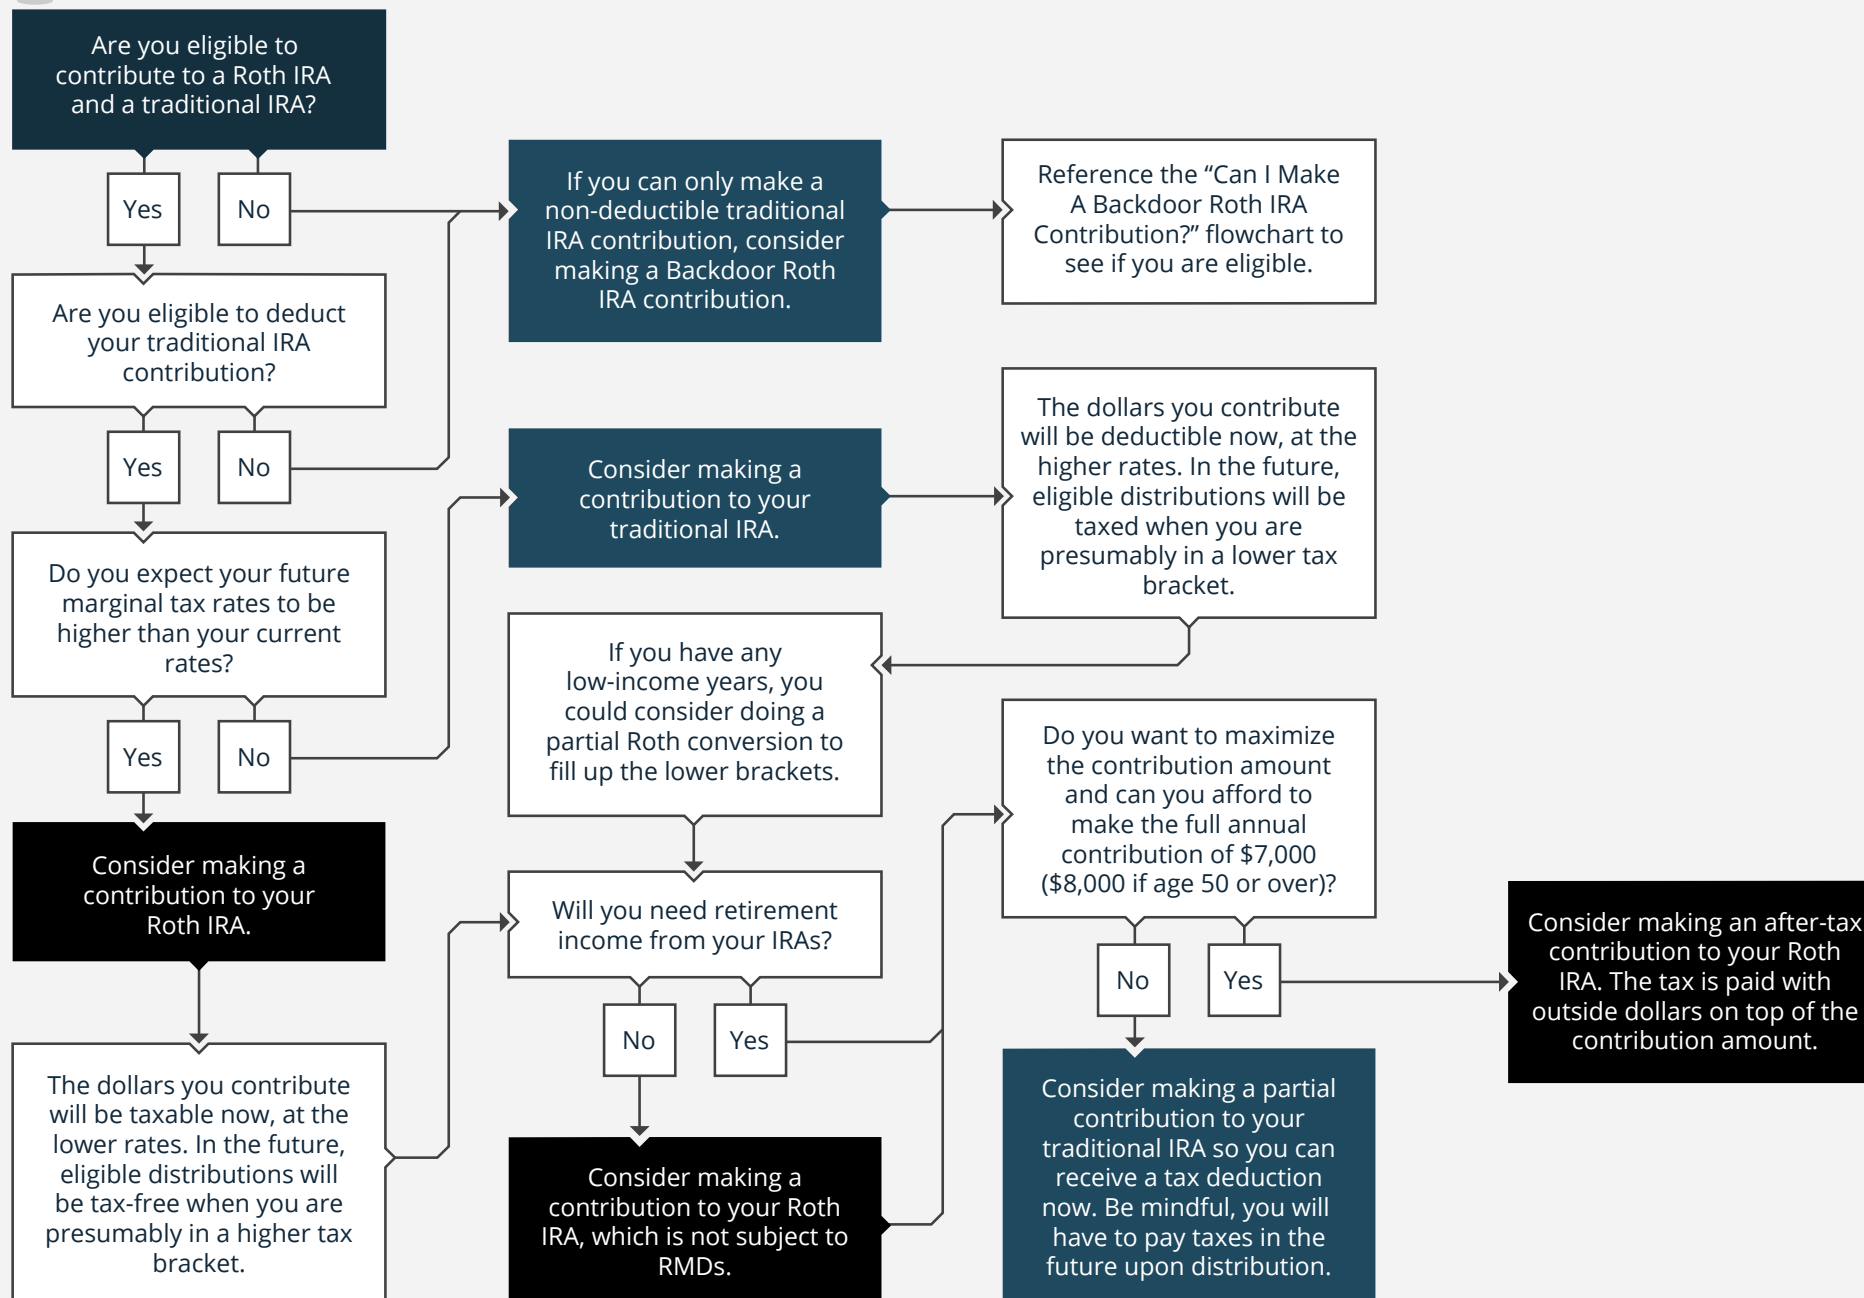 Are you eligible to
contribute to a Roth IRA
and a traditional IRA?
Yes
No
Are you eligible to deduct
your traditional IRA
contribution?
Yes
No
Do you expect your future
marginal tax rates to be
higher than your current
rates?
Yes
No
Consider making a
contribution to your
Roth IRA.
The dollars you contribute
will be taxable now, at the
lower rates. In the future,
eligible distributions will
be tax-free when you are
presumably in a higher tax
bracket.
If you can only make a
non-deductible traditional
IRA contribution, consider
making a Backdoor Roth
IRA contribution.
Reference the “Can I Make
A Backdoor Roth IRA
Contribution?” flowchart to
see if you are eligible.
Consider making a
contribution to your
traditional IRA.
The dollars you contribute
will be deductible now, at the
higher rates. In the future,
eligible distributions will be
taxed when you are
presumably in a lower tax
bracket.
If you have any
low-income years, you
could consider doing a
partial Roth conversion to
fill up the lower brackets.
Will you need retirement
income from your IRAs?
No
Yes
Consider making a
contribution to your Roth
IRA, which is not subject to
RMDs.
Do you want to maximize
the contribution amount
and can you afford to
make the full annual
contribution of $7,000
($8,000 if age 50 or over)?
No
Yes
Consider making a partial
contribution to your
traditional IRA so you can
receive a tax deduction
now. Be mindful, you will
have to pay taxes in the
future upon distribution.
Consider making an after-tax
contribution to your Roth
IRA. The tax is paid with
outside dollars on top of the
contribution amount.